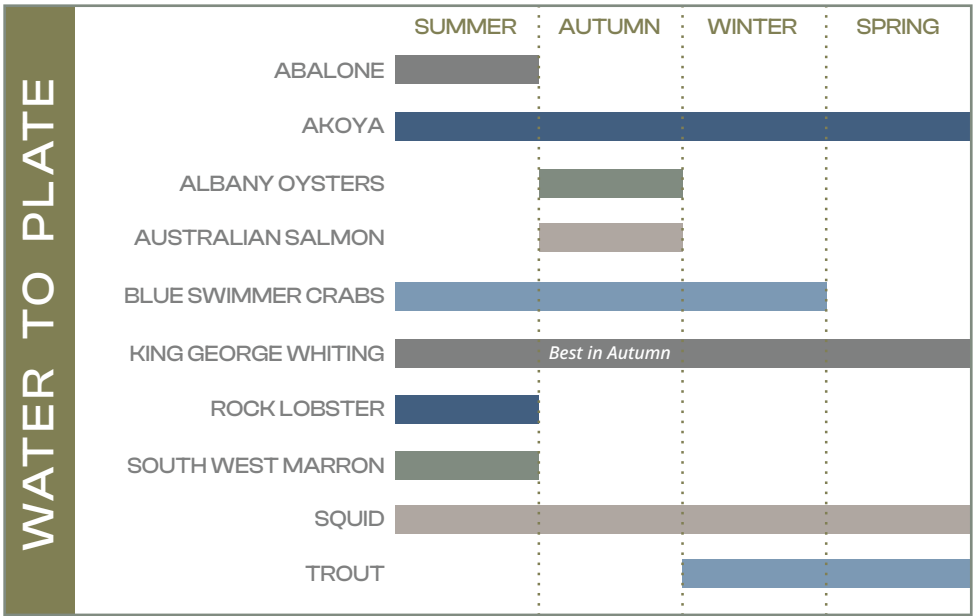 WATER TO PLATE
SUMMER AUTUMN WINTER SPRING
ABALONE
AKOYA
ALBANY OYSTERS
AUSTRALIAN SALMON
BLUE SWIMMER CRABS
KING GEORGE WHITING Best in Autumn
ROCK LOBSTER
SOUTH WEST MARRON
SQUID
TROUT